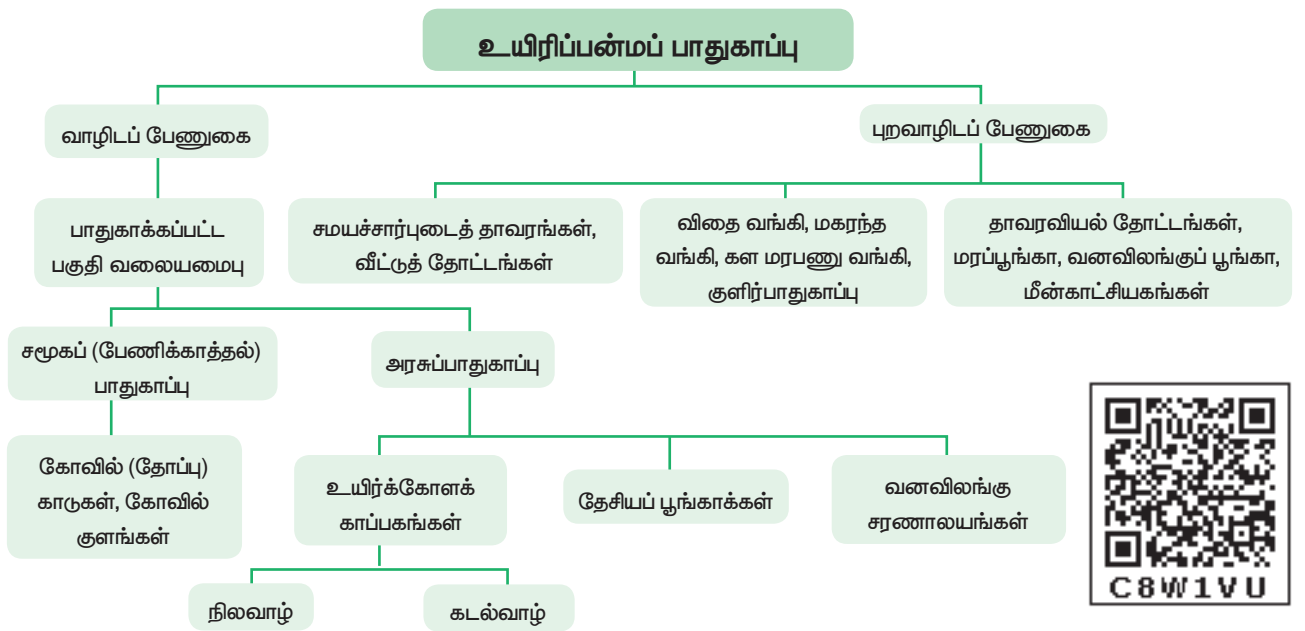 உயிரிப்பன்மப் பாதுகாப்பு
வாழிடப் பேணுகை
புறவாழிடப் பேணுகை
பாதுகாக்கப்பட்ட
பகுதி வலையமைபு
சமயச்சார்புடைத் தாவரங்கள்,
வீட்டுத் தோட்டங்கள்
விதை வங்கி, மகரந்த
வங்கி, கள மரபணு வங்கி,
குளிர்பாதுகாப்பு
தாவரவியல் தோட்டங்கள்,
மரப்பூங்கா, வனவிலங்குப் பூங்கா,
மீன்காட்சியகங்கள்
சமூகப் (பேணிக்காத்தல்)
பாதுகாப்பு
அரசுப்பாதுகாப்பு
கோவில் (தோப்பு)
காடுகள், கோவில்
குளங்கள்
உயிர்க்கோளக்
காப்பகங்கள்
தேசியப் பூங்காக்கள்
வனவிலங்கு
சரணாலயங்கள்
நிலவாழ்
கடல்வாழ்
C8W1VU